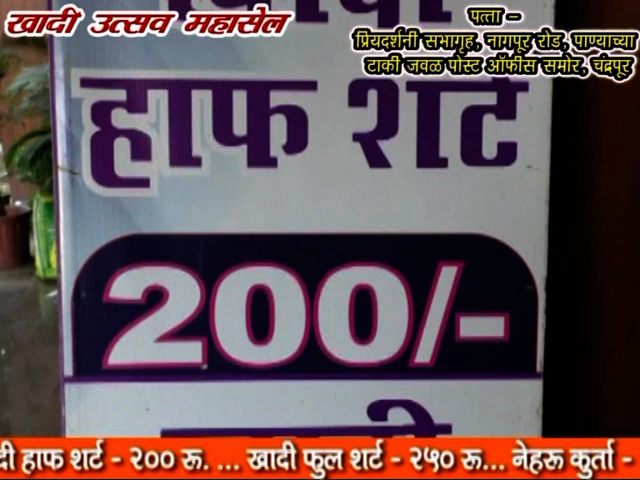 खादी उत्सव महासेल
पत्ता –
प्रियदर्शनी सभागृह, नागपूर रोड, पाण्याच्या
टाकी जवळ पोस्ट ऑफीस समोर, चंद्रपूर
हाफ शर्ट
200/-
हाफ शर्ट - २०० रू. ... खादी फुल शर्ट - २५० रू... नेहरू कुर्ता -